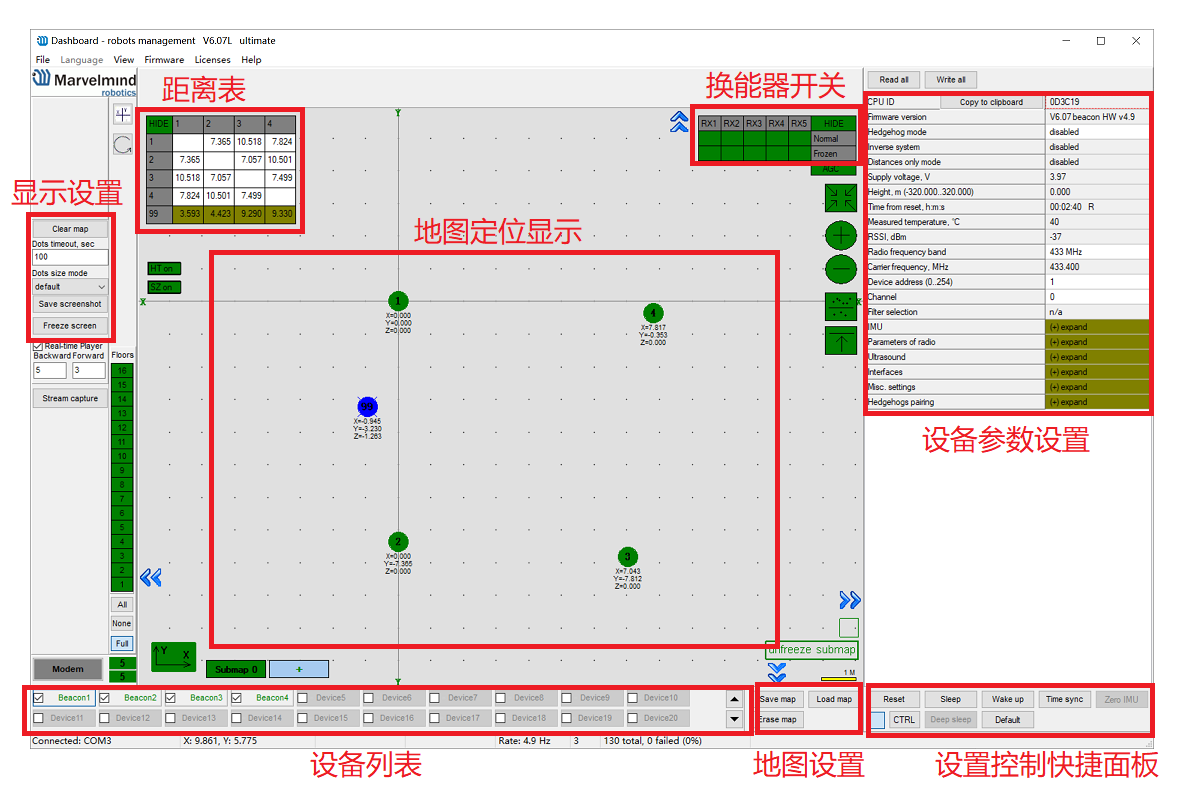 Dashboard - robots management V6.07L ultimate
File Language View Firmware Licenses Help
Marvelmind
robotics
距离表
换能器开关
显示设置
地图定位显示
设备参数设置
设备列表
地图设置
设置控制快捷面板
HIDE 1 2 3 4
1 7.365 10.518 7.824
2 7.365 7.057 10.501
3 10.518 7.057 7.499
4 7.824 10.501 7.499
99 3.593 4.423 9.290 9.330
RX1 RX2 RX3 RX4 RX5 HIDE
Normal
Frozen
AGC
Clear map
Dots timeout, sec
100
Dots size mode
default
Save screenshot
Freeze screen
Real-time Player
Backward Forward
5 3
Stream capture
Floors
16
15
14
13
12
11
10
9
8
7
6
5
4
3
2
1
All
None
Full
Modem
5
5
HT on
SZ on
Y
X
X
Y
1
X=0.000
Y=0.000
Z=0.000
4
X=7.817
Y=-0.353
Z=0.000
99
X=-0.945
Y=-3.230
Z=-1.263
2
X=0.000
Y=-7.365
Z=0.000
3
X=7.043
Y=-7.812
Z=0.000
Y X
Submap 0 +
unfreeze submap
1 M
Read all Write all
CPU ID Copy to clipboard 0D3C19
Firmware version V6.07 beacon HW v4.9
Hedgehog mode disabled
Inverse system disabled
Distances only mode disabled
Supply voltage, V 3.97
Height, m (-320.000...320.000) 0.000
Time from reset, h:m:s 00:02:40 R
Measured temperature, °C 40
RSSI, dBm -37
Radio frequency band 433 MHz
Carrier frequency, MHz 433.400
Device address (0..254) 1
Channel 0
Filter selection n/a
IMU (+) expand
Parameters of radio (+) expand
Ultrasound (+) expand
Interfaces (+) expand
Misc. settings (+) expand
Hedgehogs pairing (+) expand
Beacon1 Beacon2 Beacon3 Beacon4 Device5 Device6 Device7 Device8 Device9 Device10
Device11 Device12 Device13 Device14 Device15 Device16 Device17 Device18 Device19 Device20
Save map Load map
Erase map
Reset Sleep Wake up Time sync Zero IMU
CTRL Deep sleep Default
Connected: COM3 X: 9.861, Y: 5.775 Rate: 4.9 Hz 3 130 total, 0 failed (0%)